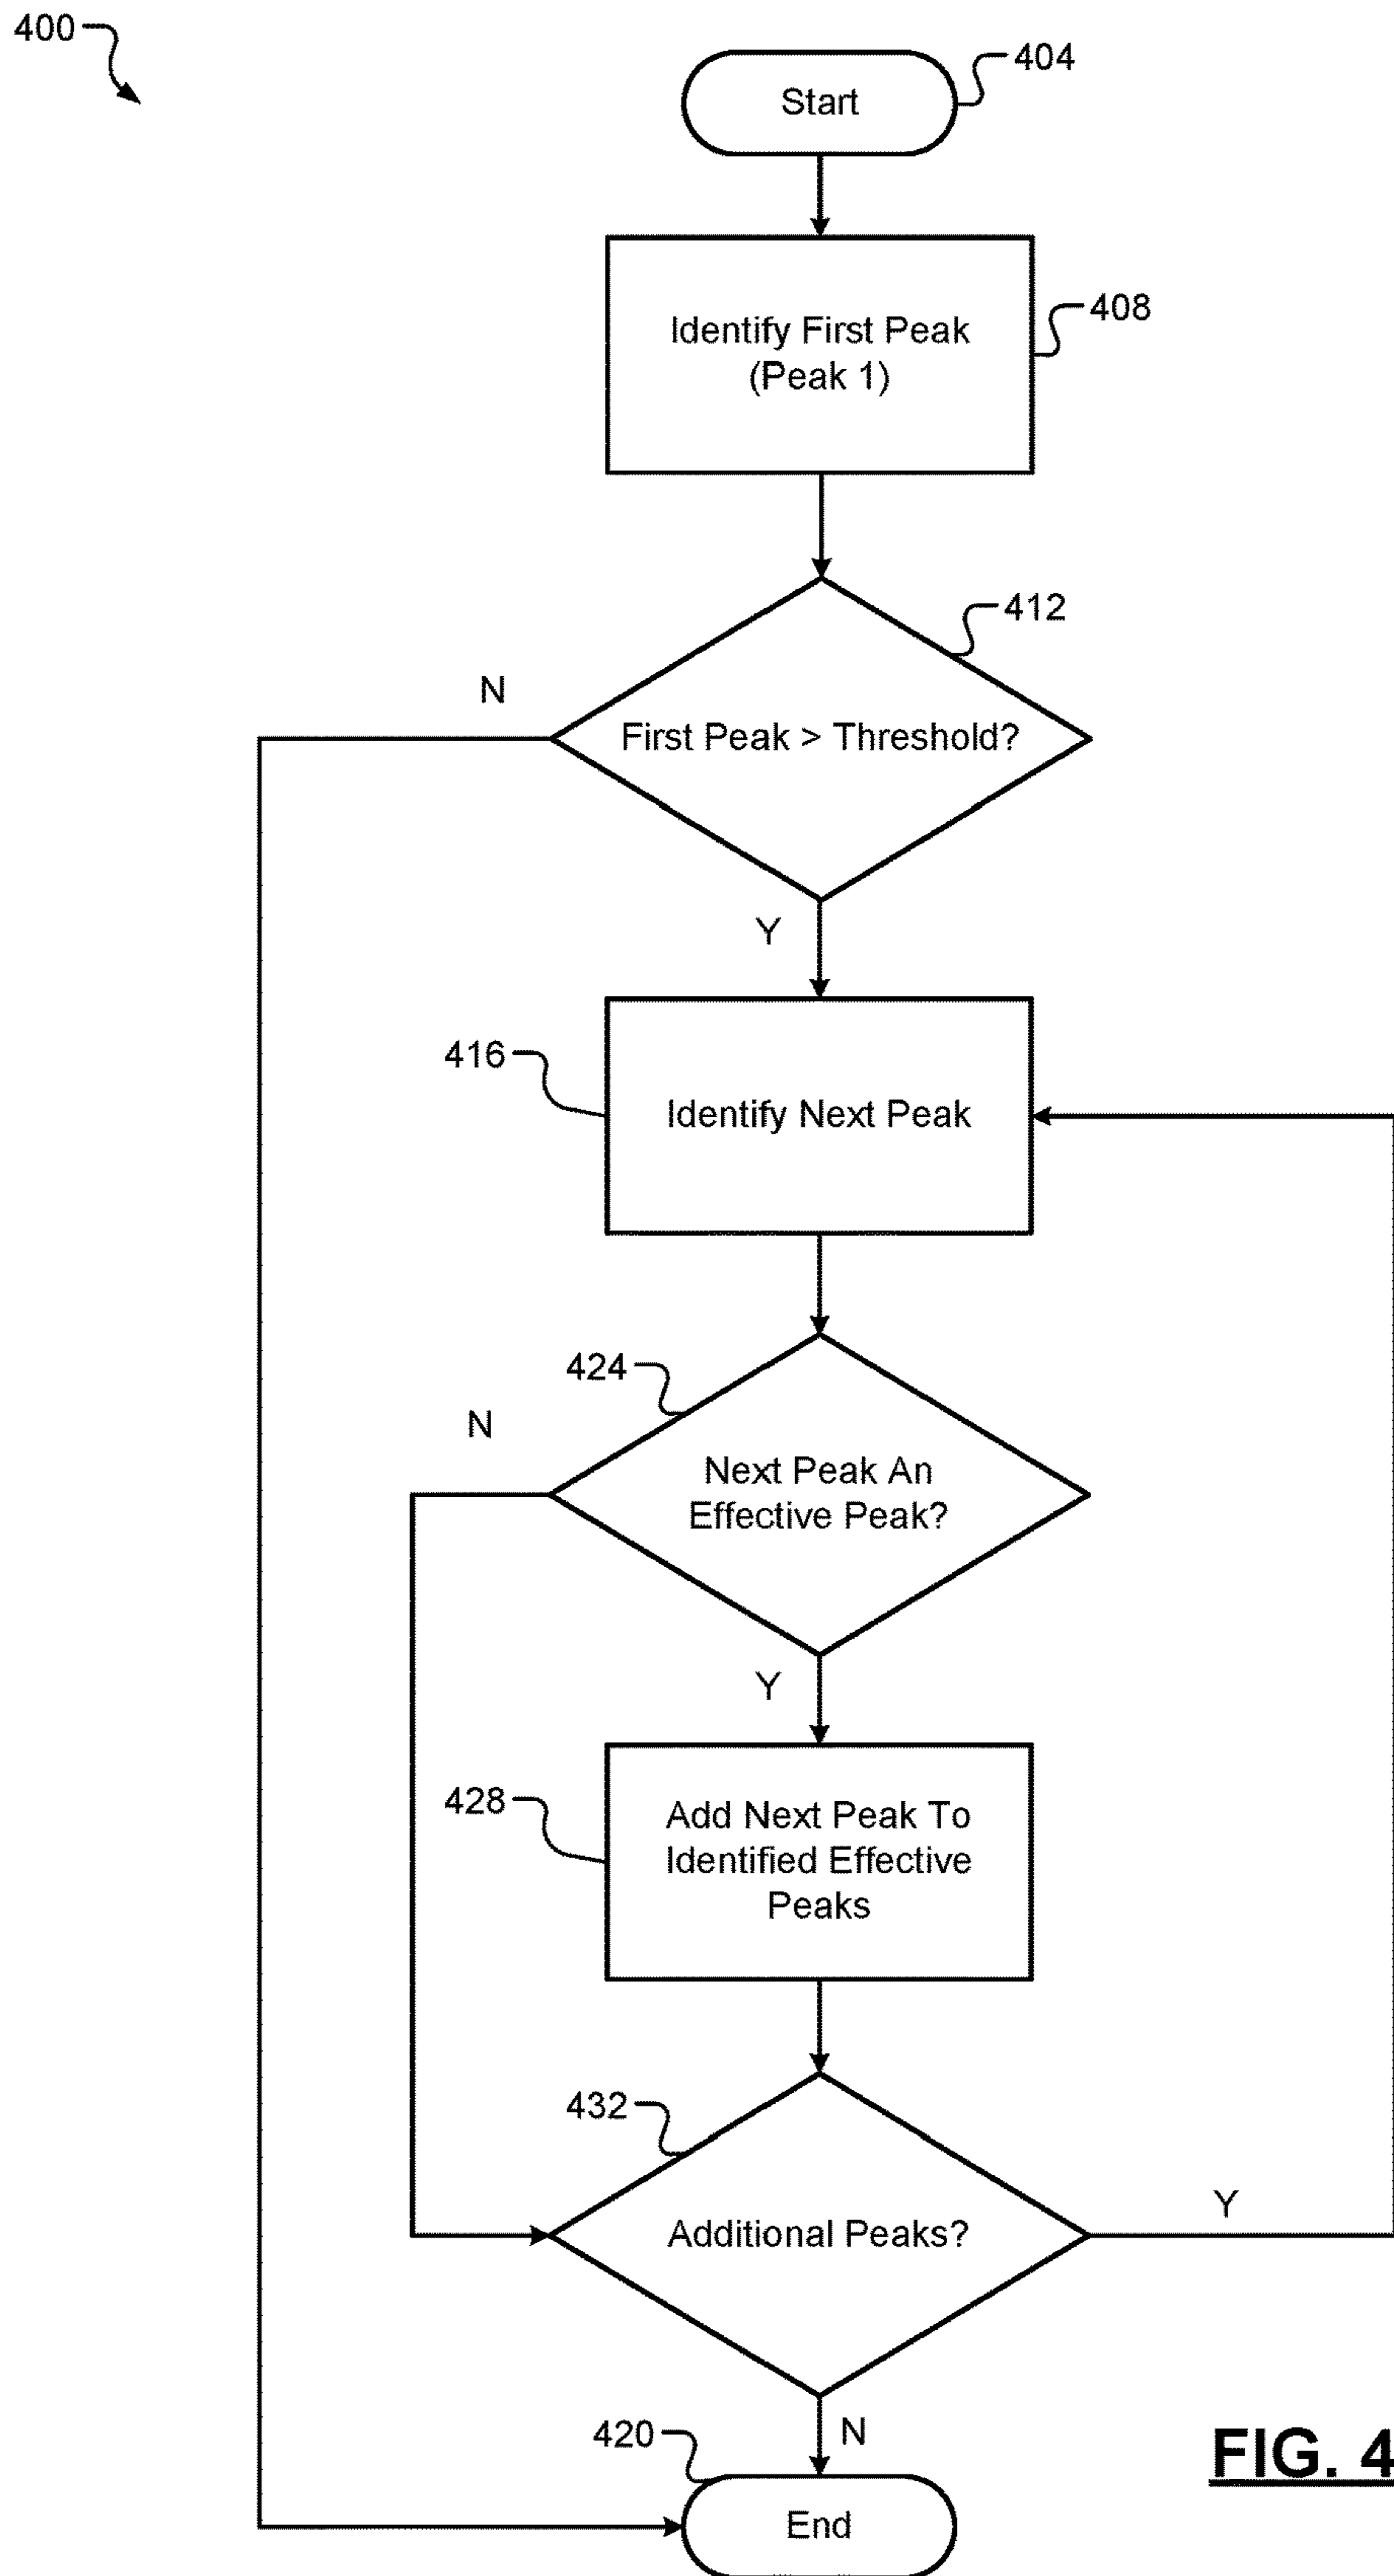 400
Start
404
Identify First Peak
(Peak 1)
408
412
N
First Peak > Threshold?
Y
416
Identify Next Peak
424
N
Next Peak An
Effective Peak?
Y
428
Add Next Peak To
Identified Effective
Peaks
432
Additional Peaks?
Y
N
420
End
FIG. 4